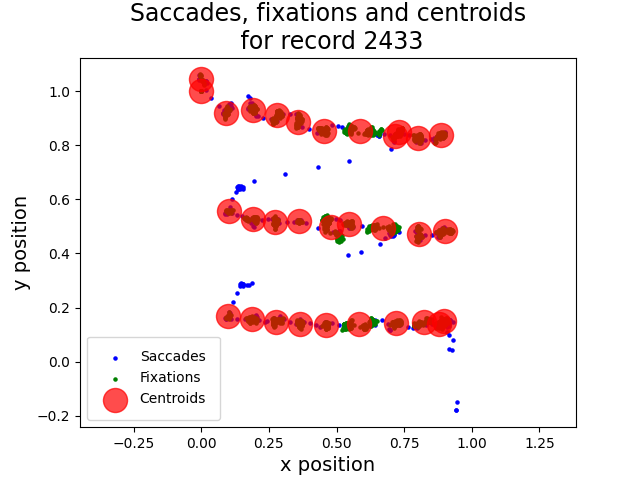 Saccades, fixations and centroids
for record 2433
y position
1.0
0.8
0.6
0.4
0.2
0.0
−0.2
Saccades
Fixations
Centroids
−0.25
0.00
0.25
0.50
0.75
1.00
1.25
x position